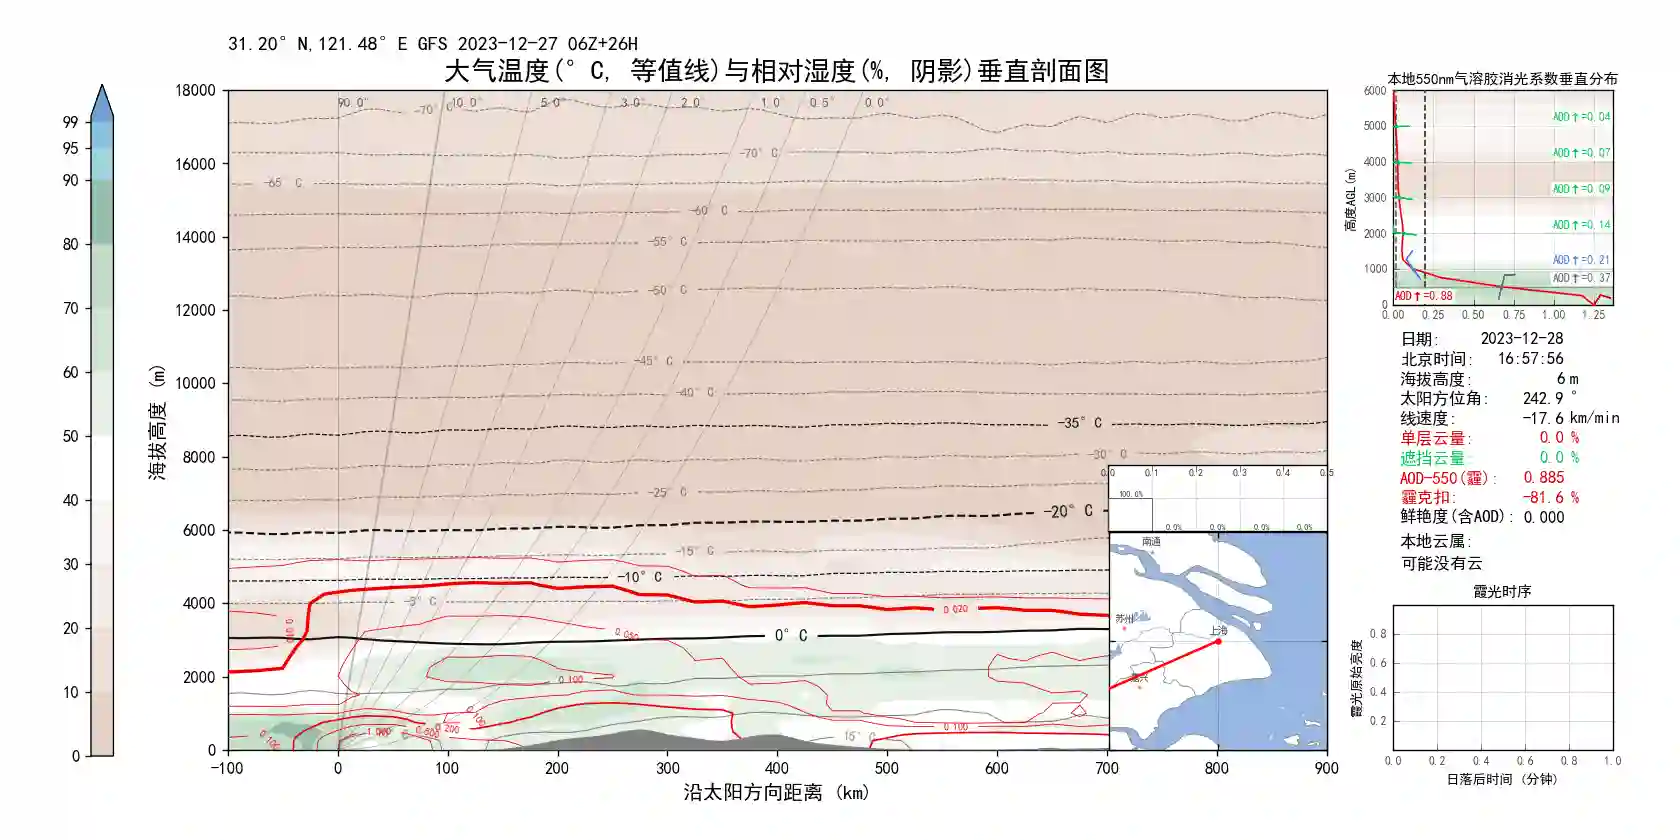 31.20°N,121.48°E GFS 2023-12-27 06Z+26H
大气温度(°C, 等值线)与相对湿度(%, 阴影)垂直剖面图
99
95
90
80
70
60
50
40
30
20
10
0
18000
16000
14000
12000
10000
8000
6000
4000
2000
0
海拔高度 (m)
90.0°
-70°C
10.0°
5.0°
3.0°
2.0
1.0°
0.5°
0.0°
-70°C
-65°C
-60°C
-55°C
-50°C
-45°C
-40°C
-35°C
-30°C
-25°C
-20°C
-15°C
-10°C
-5°C
0.020
0.050
0°C
0.100
0.100
0.200
1.000
0.100
0.100
15°C
-100
0
100
200
300
400
500
600
700
800
900
沿太阳方向距离 (km)
0.0
0.1
0.2
0.3
0.4
0.5
100.0%
0.0%
0.0%
0.0%
0.0%
南通
苏州
上海
嘉兴
本地550nm气溶胶消光系数垂直分布
6000
5000
4000
3000
2000
1000
0
高度AGL(m)
AOD↑=0.04
AOD↑=0.07
AOD↑=0.09
AOD↑=0.14
AOD↑=0.21
AOD↑=0.37
AOD↑=0.88
0.00
0.25
0.50
0.75
1.00
1.25
日期: 2023-12-28
北京时间: 16:57:56
海拔高度: 6 m
太阳方位角: 242.9 °
线速度: -17.6 km/min
单层云量: 0.0 %
遮挡云量 0.0 %
AOD-550(霾): 0.885
霾克扣: -81.6 %
鲜艳度(含AOD): 0.000
本地云属:
可能没有云
霞光时序
0.8
0.6
0.4
0.2
霞光原始亮度
0.0
0.2
0.4
0.6
0.8
1.0
日落后时间 (分钟)